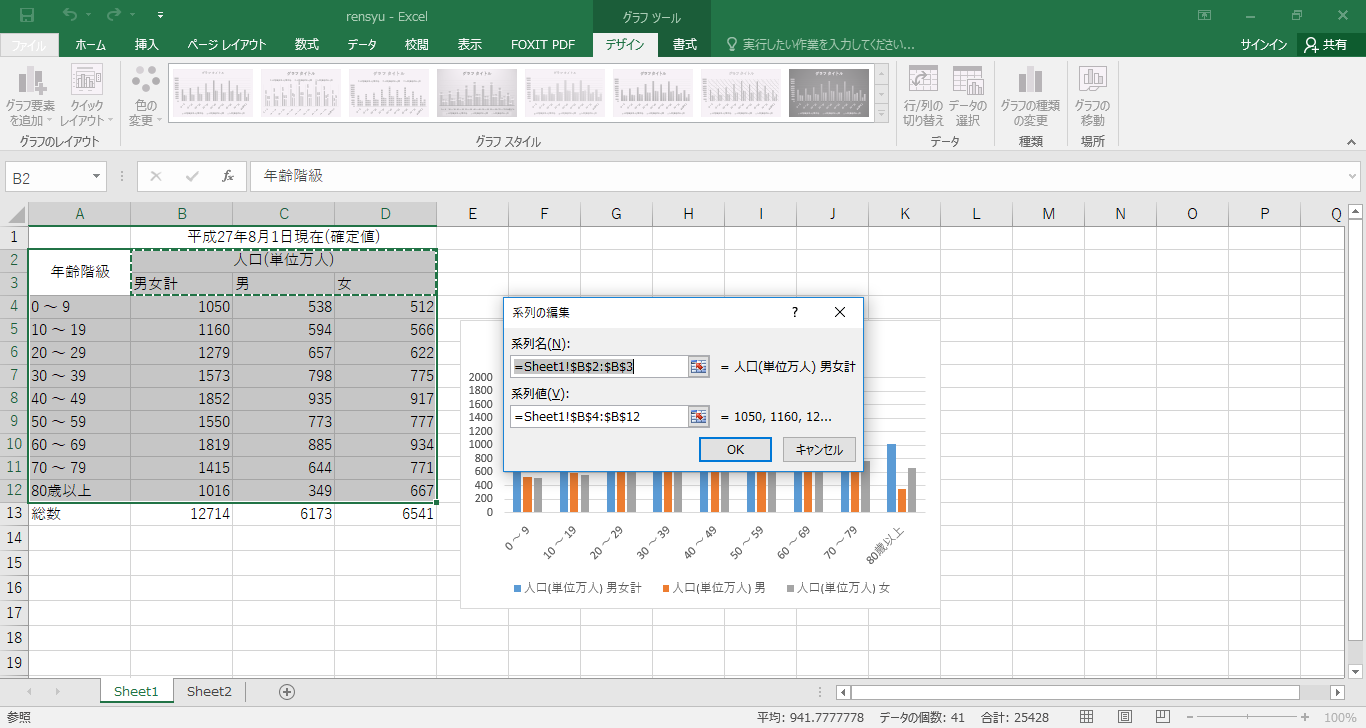 rensyu - Excel
グラフ ツール
ファイル ホーム 挿入 ページ レイアウト 数式 データ 校閲 表示 FOXIT PDF デザイン 書式 実行したい作業を入力してください... サインイン 共有
グラフ要素を追加 クイックレイアウト 色の変更 行/列の切り替え データの選択 グラフの種類の変更 グラフの移動
グラフのレイアウト グラフ スタイル データ 種類 場所
B2 fx 年齢階級
A B C D E F G H I J K L M N O P Q
1 平成27年8月1日現在(確定値)
2 年齢階級 人口(単位万人)
3 男女計 男 女
4 0 ～ 9 1050 538 512
5 10 ～ 19 1160 594 566
6 20 ～ 29 1279 657 622
7 30 ～ 39 1573 798 775
8 40 ～ 49 1852 935 917
9 50 ～ 59 1550 773 777
10 60 ～ 69 1819 885 934
11 70 ～ 79 1415 644 771
12 80歳以上 1016 349 667
13 総数 12714 6173 6541
14
15
16
17
18
19
系列の編集 ?
系列名(N):
=Sheet1!$B$2:$B$3 = 人口(単位万人) 男女計
系列値(V):
=Sheet1!$B$4:$B$12 = 1050, 1160, 12...
OK キャンセル
2000
1800
1600
1400
1200
1000
800
600
400
200
0
0 ～ 9 10 ～ 19 20 ～ 29 30 ～ 39 40 ～ 49 50 ～ 59 60 ～ 69 70 ～ 79 80歳以上
人口(単位万人) 男女計 人口(単位万人) 男 人口(単位万人) 女
Sheet1 Sheet2
参照 平均: 941.7777778 データの個数: 41 合計: 25428 100%